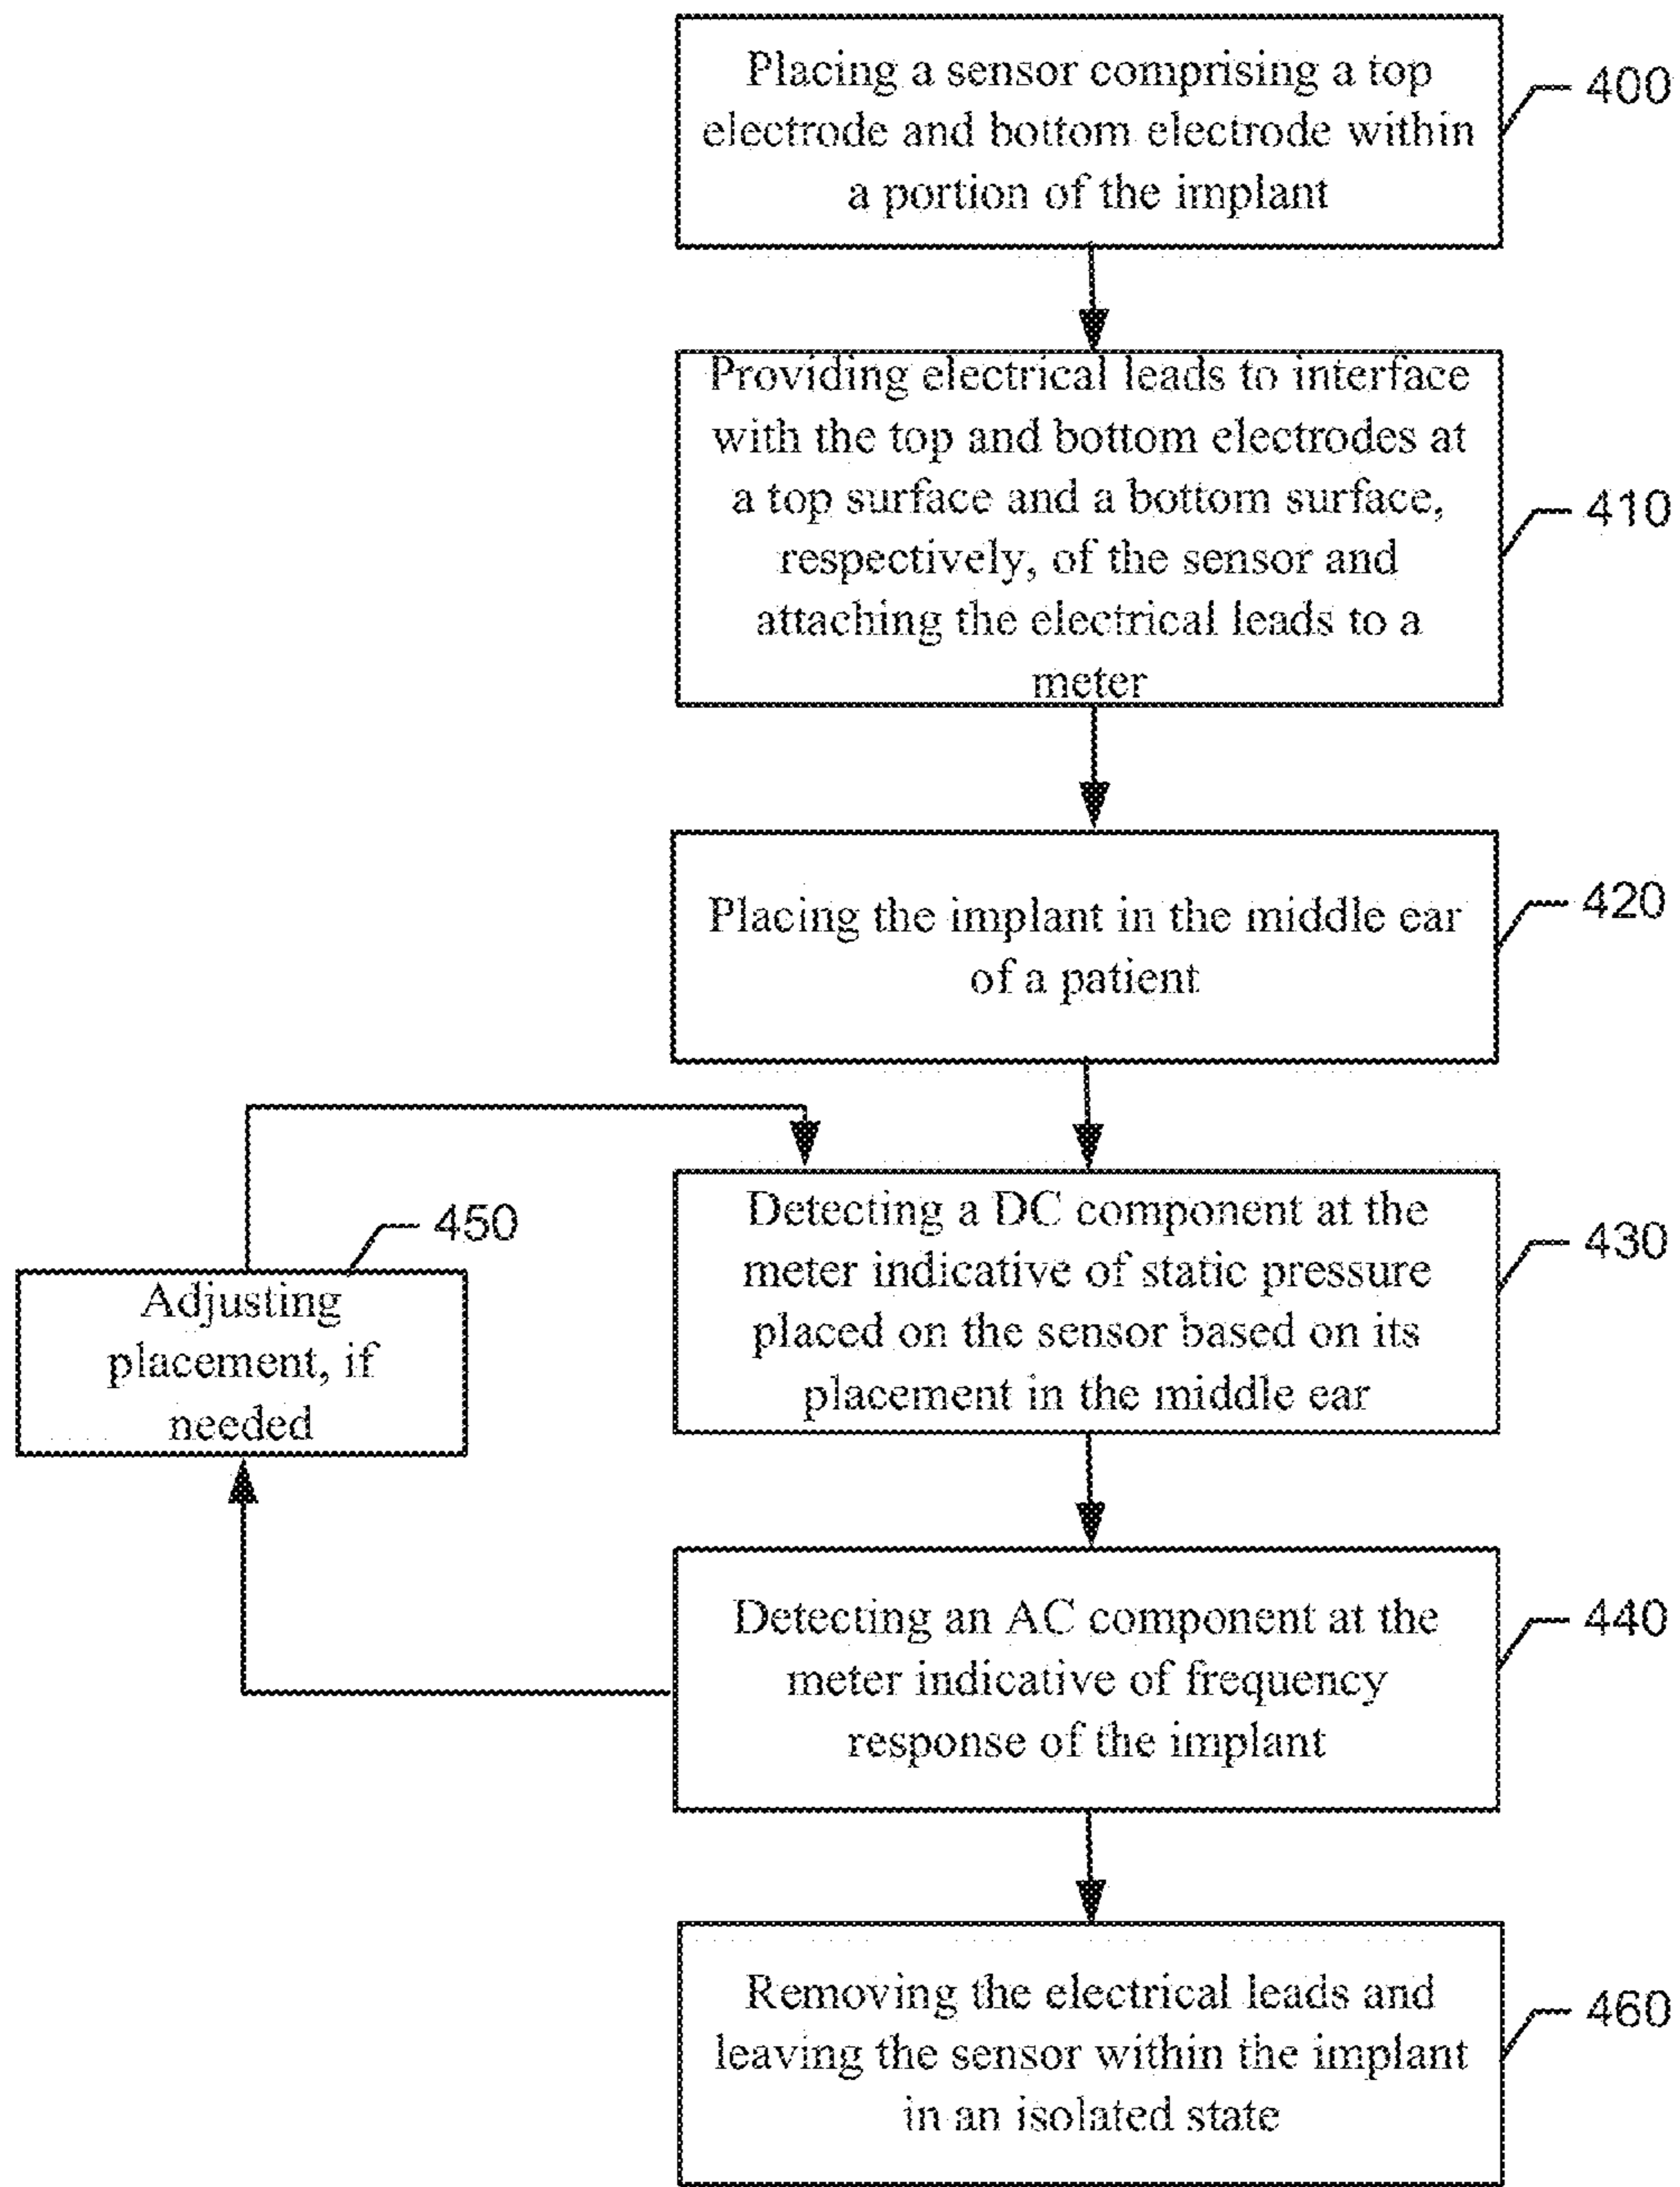 Placing a sensor comprising a top
electrode and bottom electrode within
a portion of the implant
400
Providing electrical leads to interface
with the top and bottom electrodes at
a top surface and a bottom surface,
respectively, of the sensor and
attaching the electrical leads to a
meter
410
Placing the implant in the middle ear
of a patient
420
Detecting a DC component at the
meter indicative of static pressure
placed on the sensor based on its
placement in the middle ear
430
450
Adjusting
placement, if
needed
Detecting an AC component at the
meter indicative of frequency
response of the implant
440
Removing the electrical leads and
leaving the sensor within the implant
in an isolated state
460